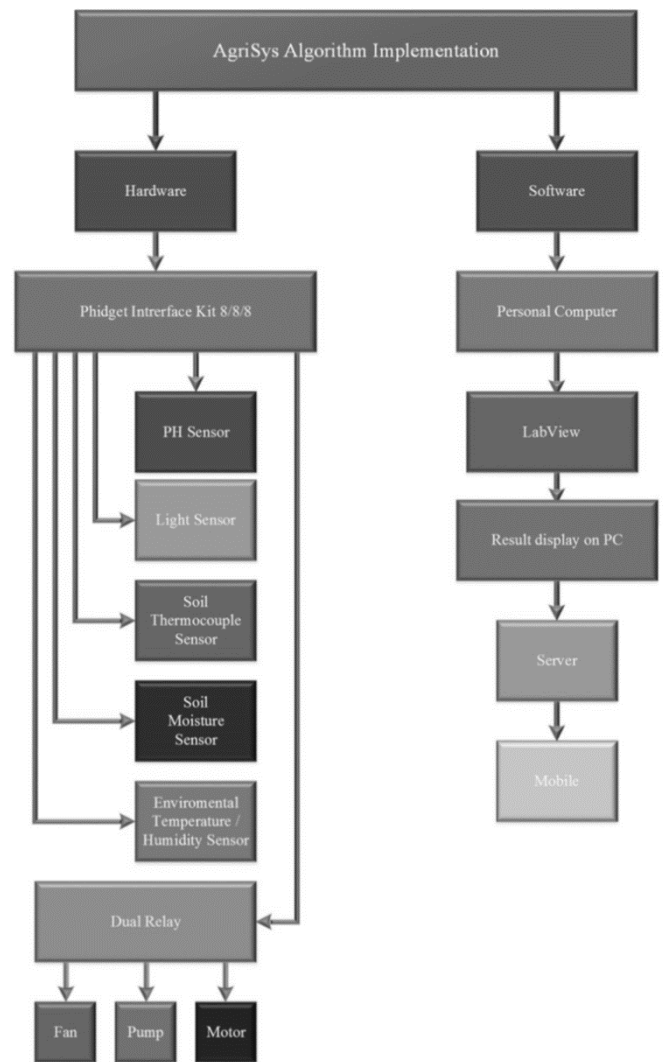 AgriSys Algorithm Implementation
Hardware
Software
Phidget Intrerface Kit 8/8/8
Personal Computer
PH Sensor
LabView
Light Sensor
Result display on PC
Soil
Thermocouple
Sensor
Server
Soil
Moisture
Sensor
Mobile
Enviromental
Temperature /
Humidity Sensor
Dual Relay
Fan
Pump
Motor